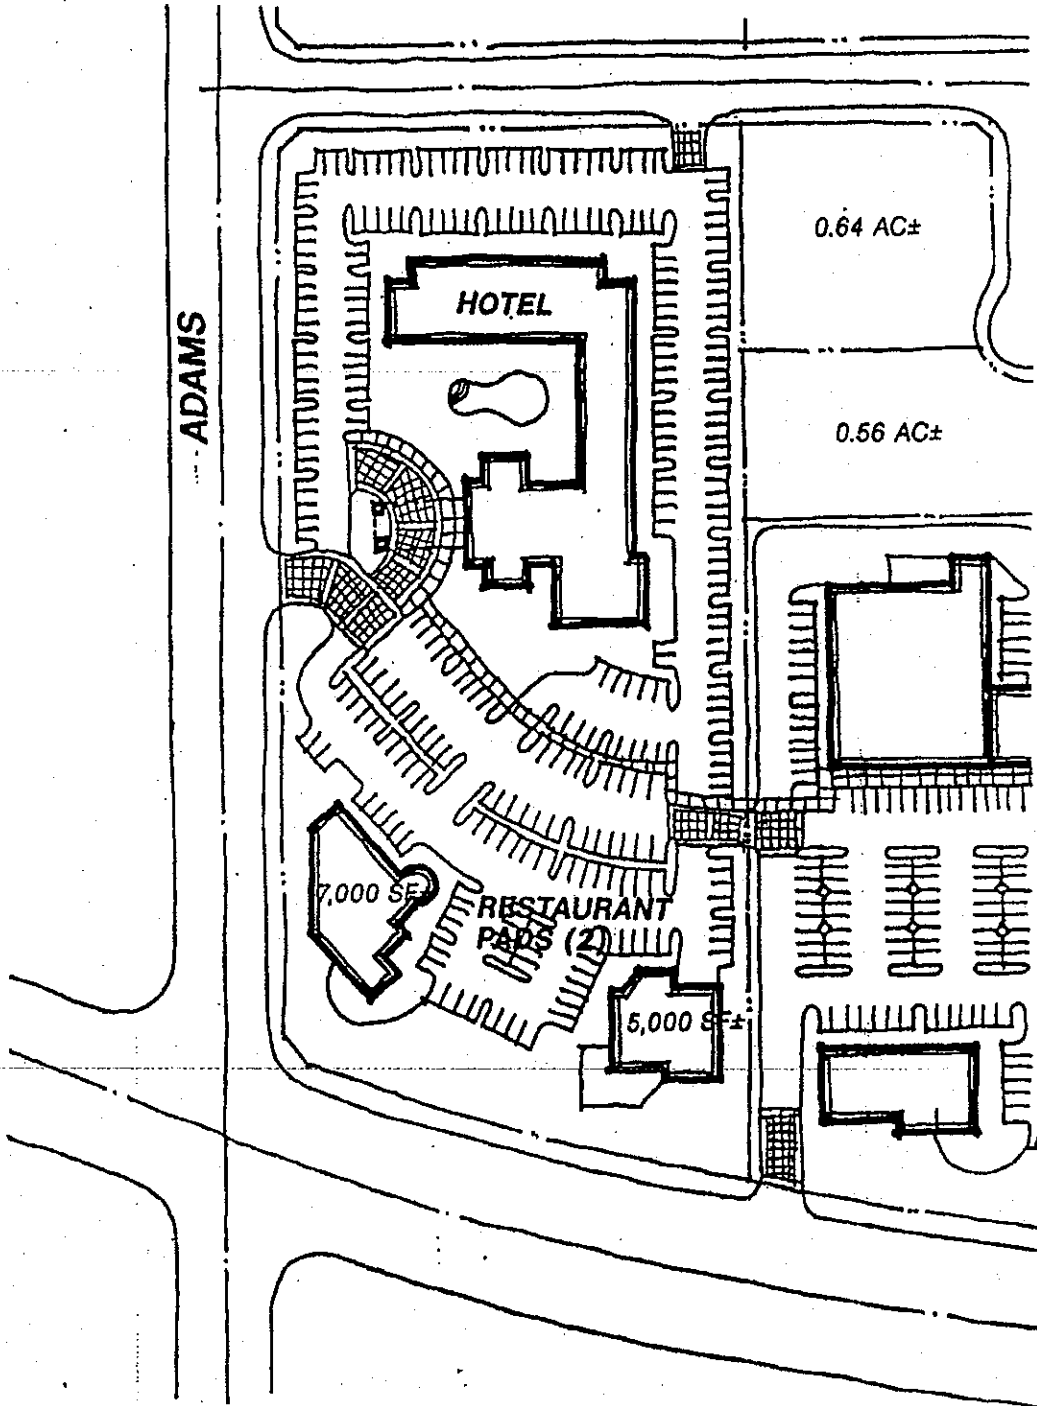 0.64 AC±
HOTEL
ADAMS
0.56 AC±
7,000 SF±
RESTAURANT
PADS (2)
5,000 SF±